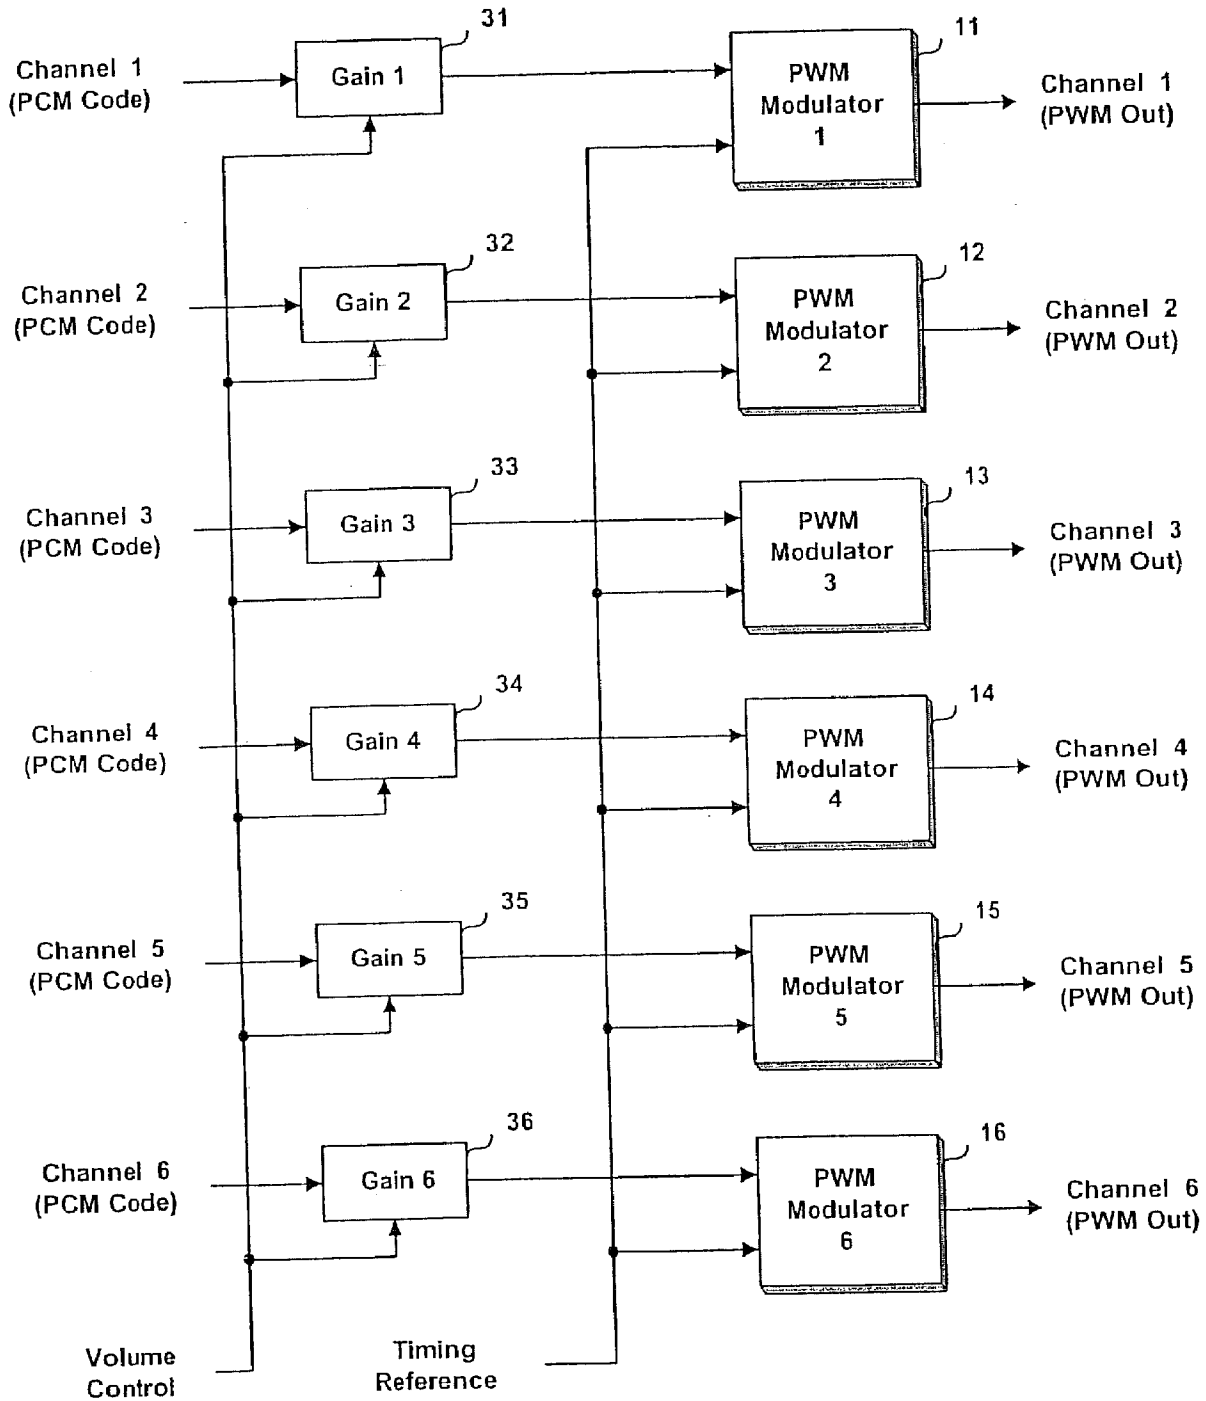 31
11
Channel 1
(PCM Code)
Gain 1
PWM
Modulator
1
Channel 1
(PWM Out)
32
12
Channel 2
(PCM Code)
Gain 2
PWM
Modulator
2
Channel 2
(PWM Out)
33
13
Channel 3
(PCM Code)
Gain 3
PWM
Modulator
3
Channel 3
(PWM Out)
34
14
Channel 4
(PCM Code)
Gain 4
PWM
Modulator
4
Channel 4
(PWM Out)
35
15
Channel 5
(PCM Code)
Gain 5
PWM
Modulator
5
Channel 5
(PWM Out)
36
16
Channel 6
(PCM Code)
Gain 6
PWM
Modulator
6
Channel 6
(PWM Out)
Volume
Control
Timing
Reference